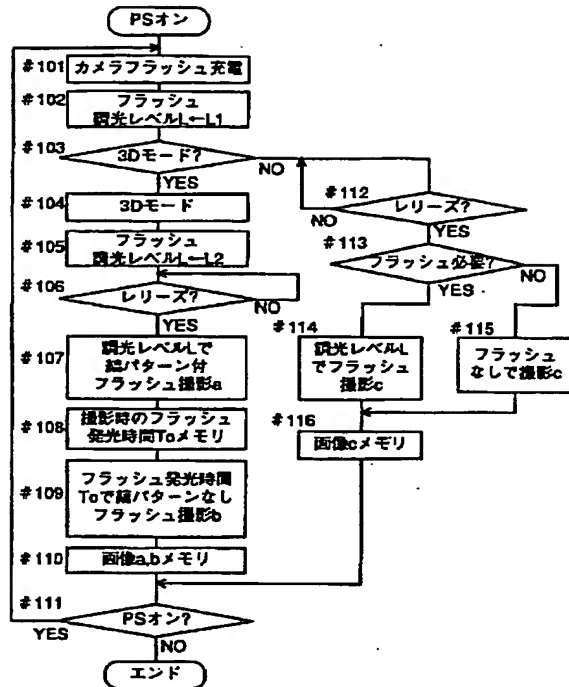 PSオン
#101
カメラフラッシュ充電
#102
フラッシュ
調光レベルL←L1
#103
3Dモード?
NO
YES
#104
3Dモード
#105
フラッシュ
調光レベルL←L2
#106
レリーズ?
NO
YES
#107
調光レベルLで
縞パターン付
フラッシュ撮影a
#108
撮影時のフラッシュ
発光時間Tcメモリ
#109
フラッシュ発光時間
Tcで縞パターンなし
フラッシュ撮影b
#110
画像a,bメモリ
#111
PSオン?
YES
NO
エンド
#112
レリーズ?
NO
YES
#113
フラッシュ必要?
NO
YES
#114
調光レベルL
でフラッシュ
撮影c
#115
フラッシュ
なしで撮影c
#116
画像cメモリ